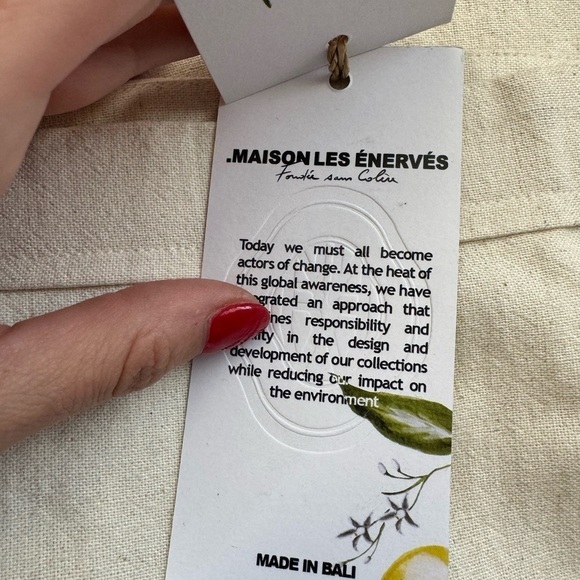 .MAISON LES ÉNERVÉS
Fondée sans Colère
Today we must all become
actors of change. At the heat of
this global awareness, we have
an approach that
responsibility and
in the design and
development of our collections
while reducing our impact on
the environment
MADE IN BALI